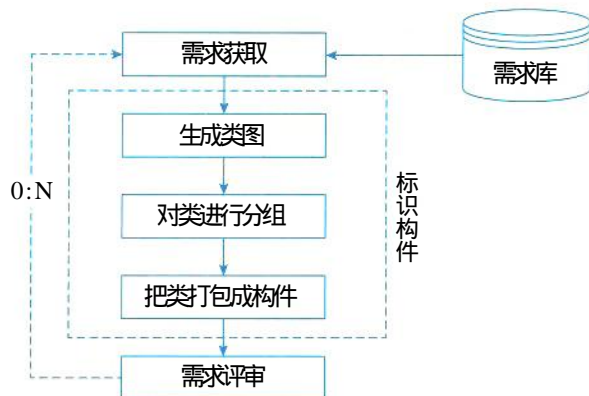 需求获取
需求库
生成类图
对类进行分组
把类打包成构件
标识构件
0:N
需求评审